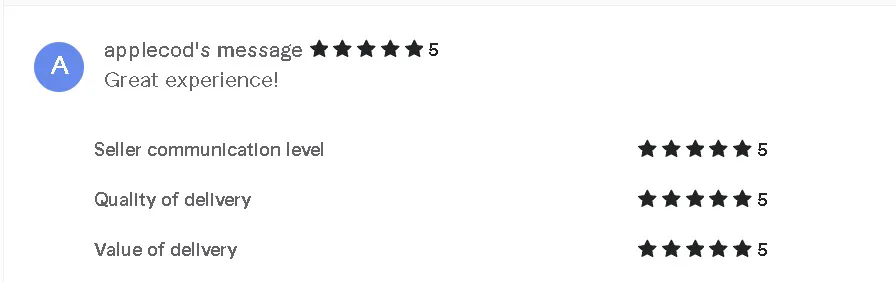 A
applecod's message ★★★★★ 5
Great experience!
Seller communication level ★★★★★ 5
Quality of delivery ★★★★★ 5
Value of delivery ★★★★★ 5